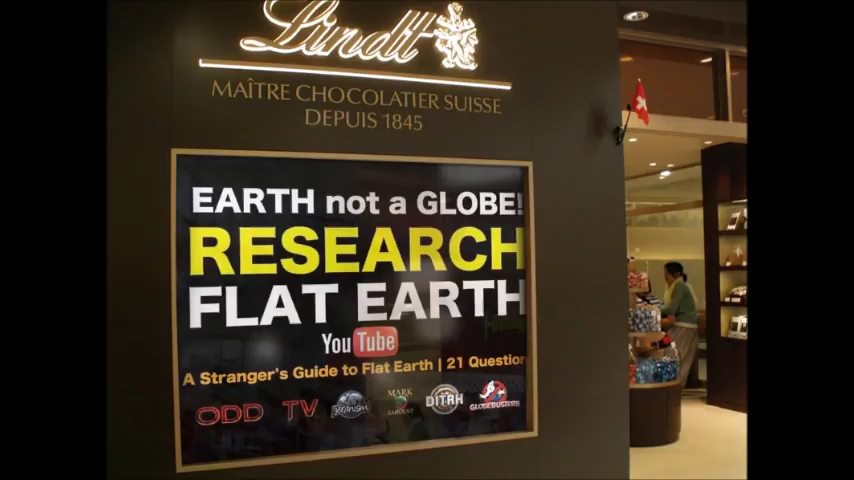 Lindt
MAÎTRE CHOCOLATIER SUISSE
DEPUIS 1845
EARTH not a GLOBE!
RESEARCH
FLAT EARTH
YouTube
A Stranger's Guide to Flat Earth | 21 Question
ODD TV Jeranism MARK SARGENT DITRH GLOBEBUSTERS